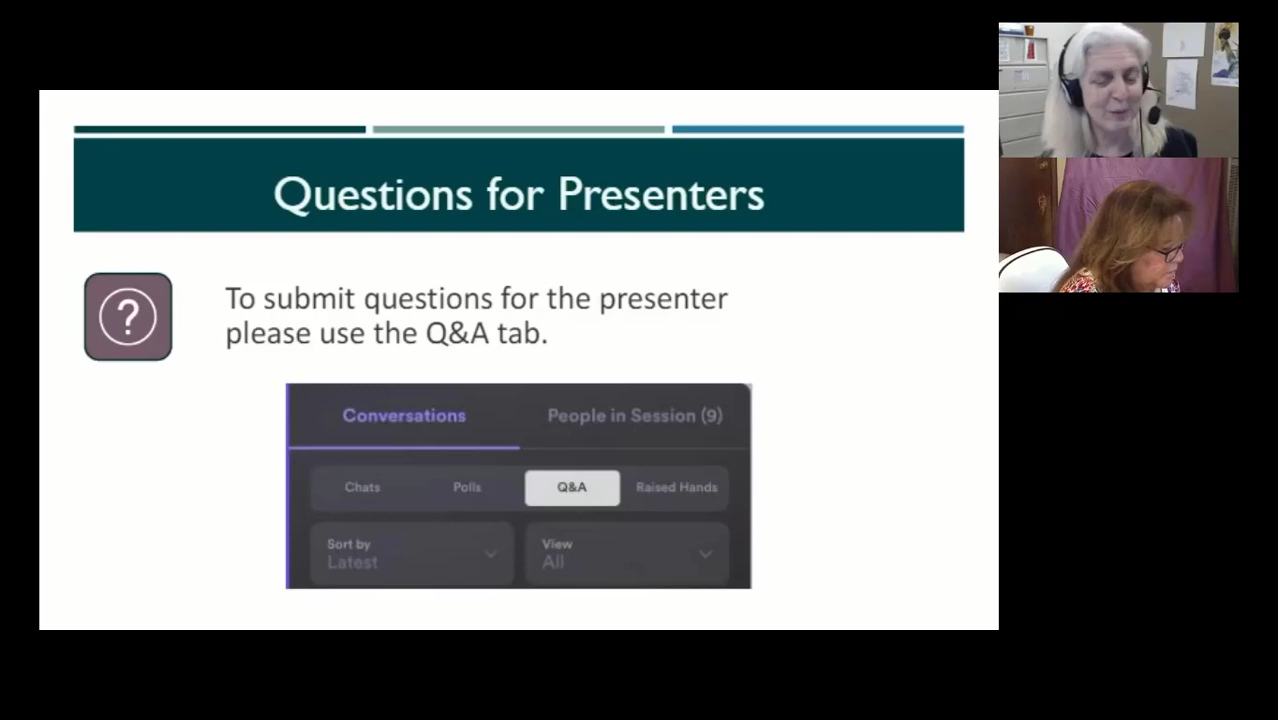 Questions for Presenters
To submit questions for the presenter
please use the Q&A tab.
Conversations
People in Session (9)
Chats
Polls
Q&A
Raised Hands
Sort by
Latest
View
All